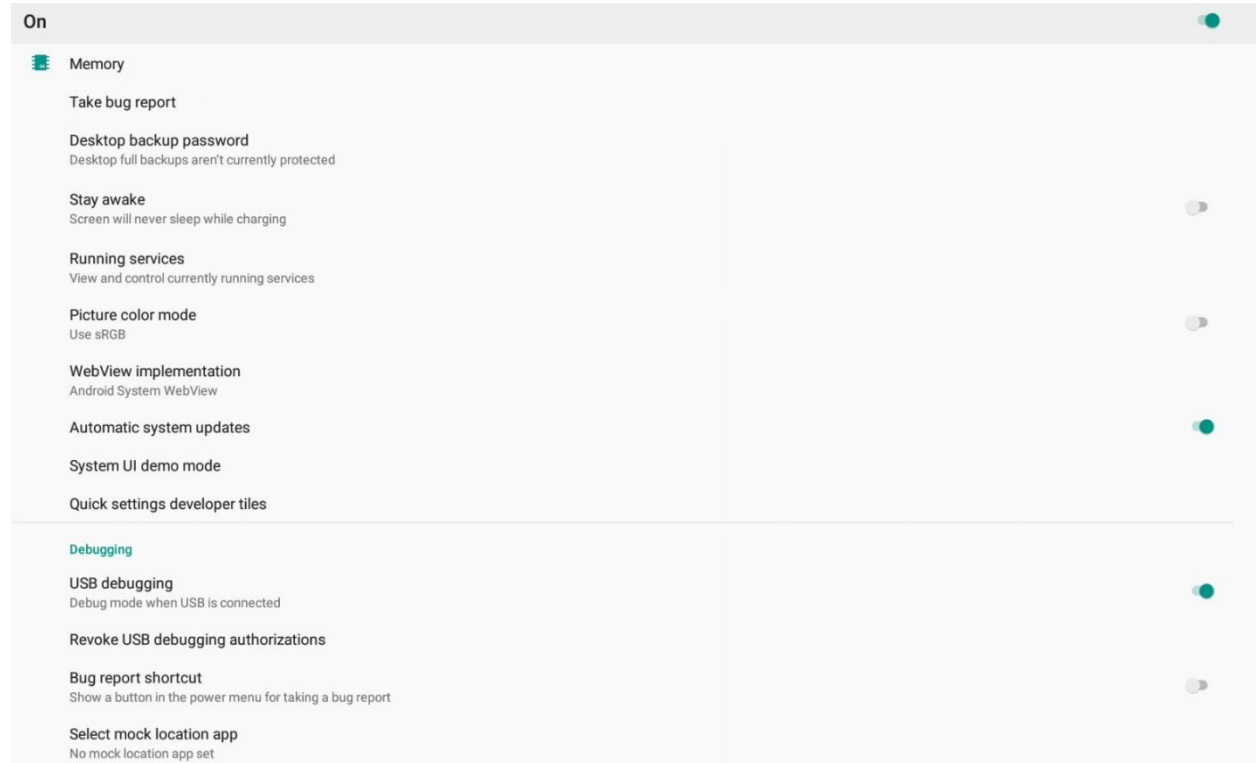 On
Memory
Take bug report
Desktop backup password
Desktop full backups aren't currently protected
Stay awake
Screen will never sleep while charging
Running services
View and control currently running services
Picture color mode
Use sRGB
WebView implementation
Android System WebView
Automatic system updates
System UI demo mode
Quick settings developer tiles
Debugging
USB debugging
Debug mode when USB is connected
Revoke USB debugging authorizations
Bug report shortcut
Show a button in the power menu for taking a bug report
Select mock location app
No mock location app set